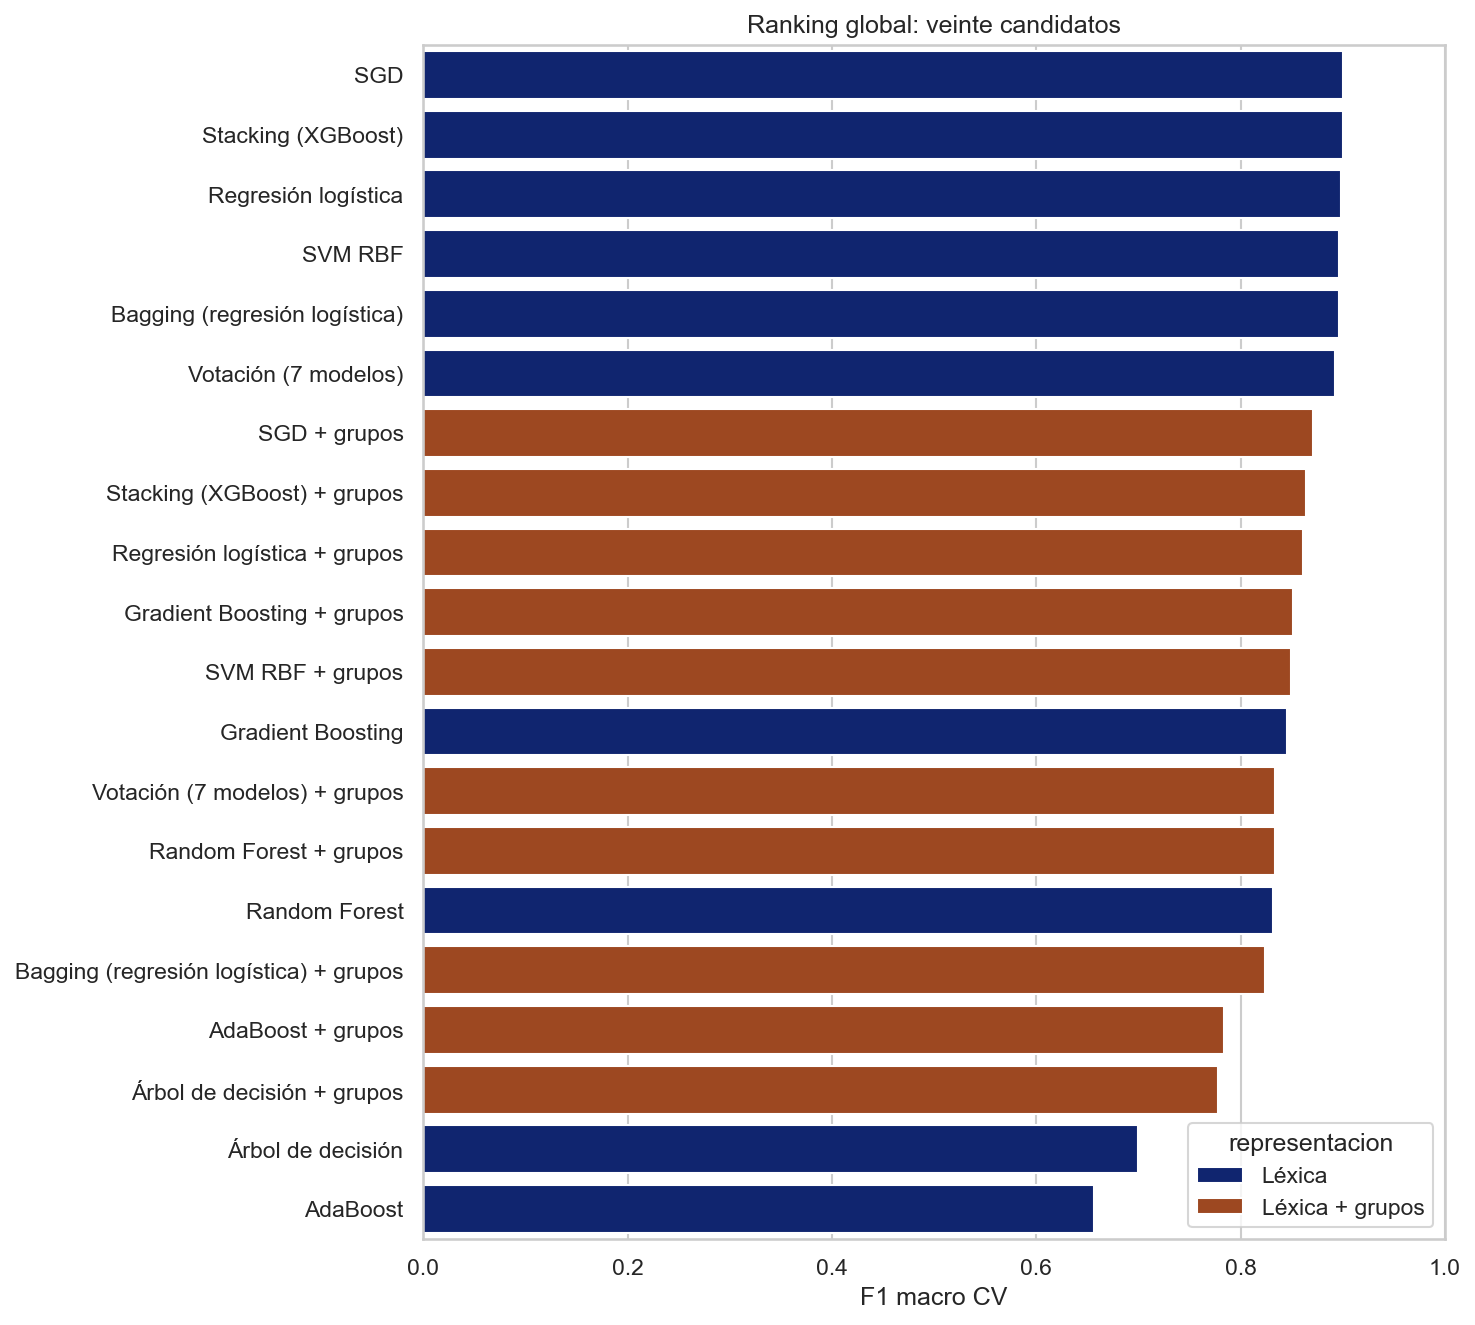 Ranking global: veinte candidatos
SGD
Stacking (XGBoost)
Regresión logística
SVM RBF
Bagging (regresión logística)
Votación (7 modelos)
SGD + grupos
Stacking (XGBoost) + grupos
Regresión logística + grupos
Gradient Boosting + grupos
SVM RBF + grupos
Gradient Boosting
Votación (7 modelos) + grupos
Random Forest + grupos
Random Forest
Bagging (regresión logística) + grupos
AdaBoost + grupos
Árbol de decisión + grupos
Árbol de decisión
AdaBoost
representacion
Léxica
Léxica + grupos
0.0 0.2 0.4 0.6 0.8 1.0
F1 macro CV